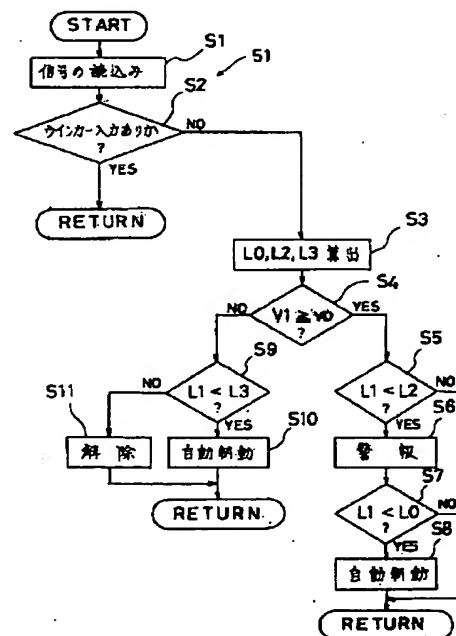 START
S1
信号の読込み
S2
S1
ウインカー入力ありか
?
NO
YES
RETURN
S3
L0,L2,L3 算出
S4
V1≧v0
?
NO
YES
S9
S5
L1<L3
?
NO
YES
L1<L2
?
NO
YES
S11
解除
S10
自動制動
S6
警報
RETURN
S7
L1<L0
?
NO
YES
S8
自動制動
RETURN